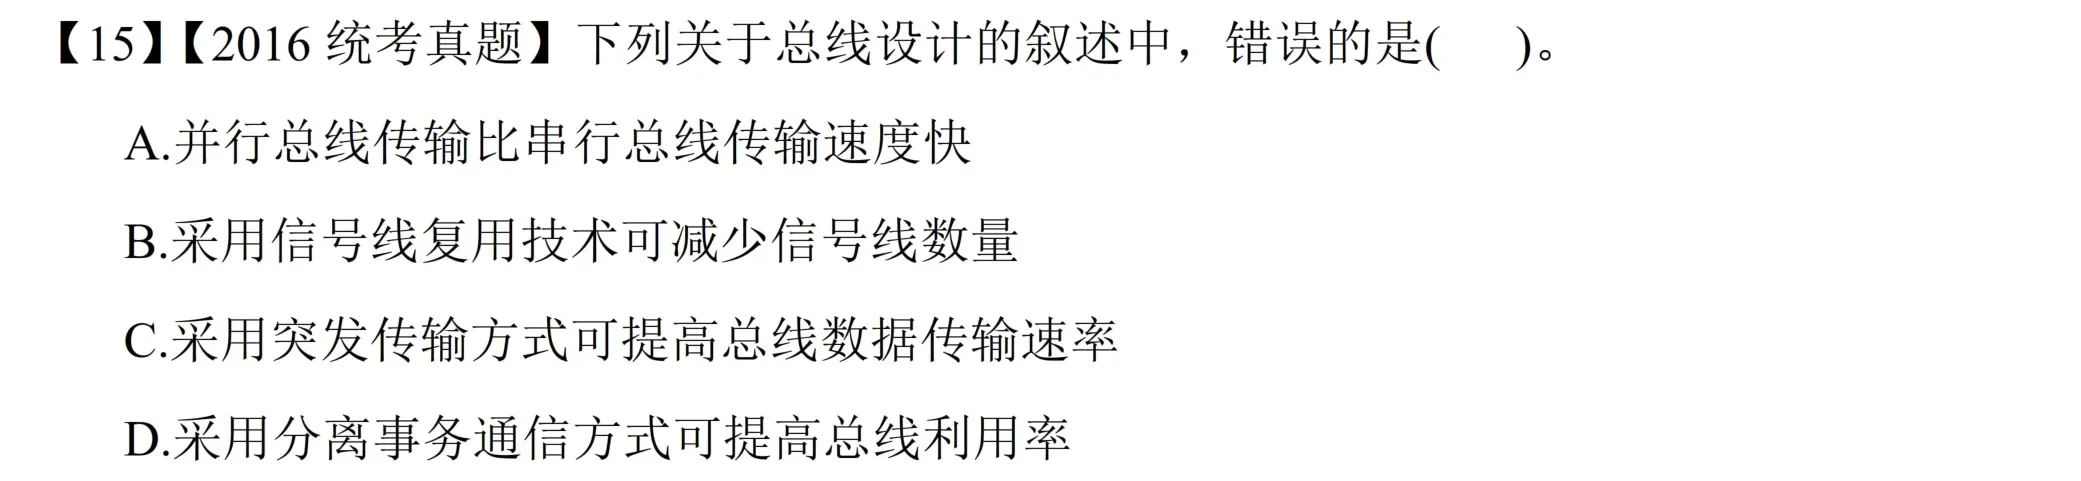 【15】【2016 统考真题】下列关于总线设计的叙述中，错误的是(　　)。
A.并行总线传输比串行总线传输速度快
B.采用信号线复用技术可减少信号线数量
C.采用突发传输方式可提高总线数据传输速率
D.采用分离事务通信方式可提高总线利用率